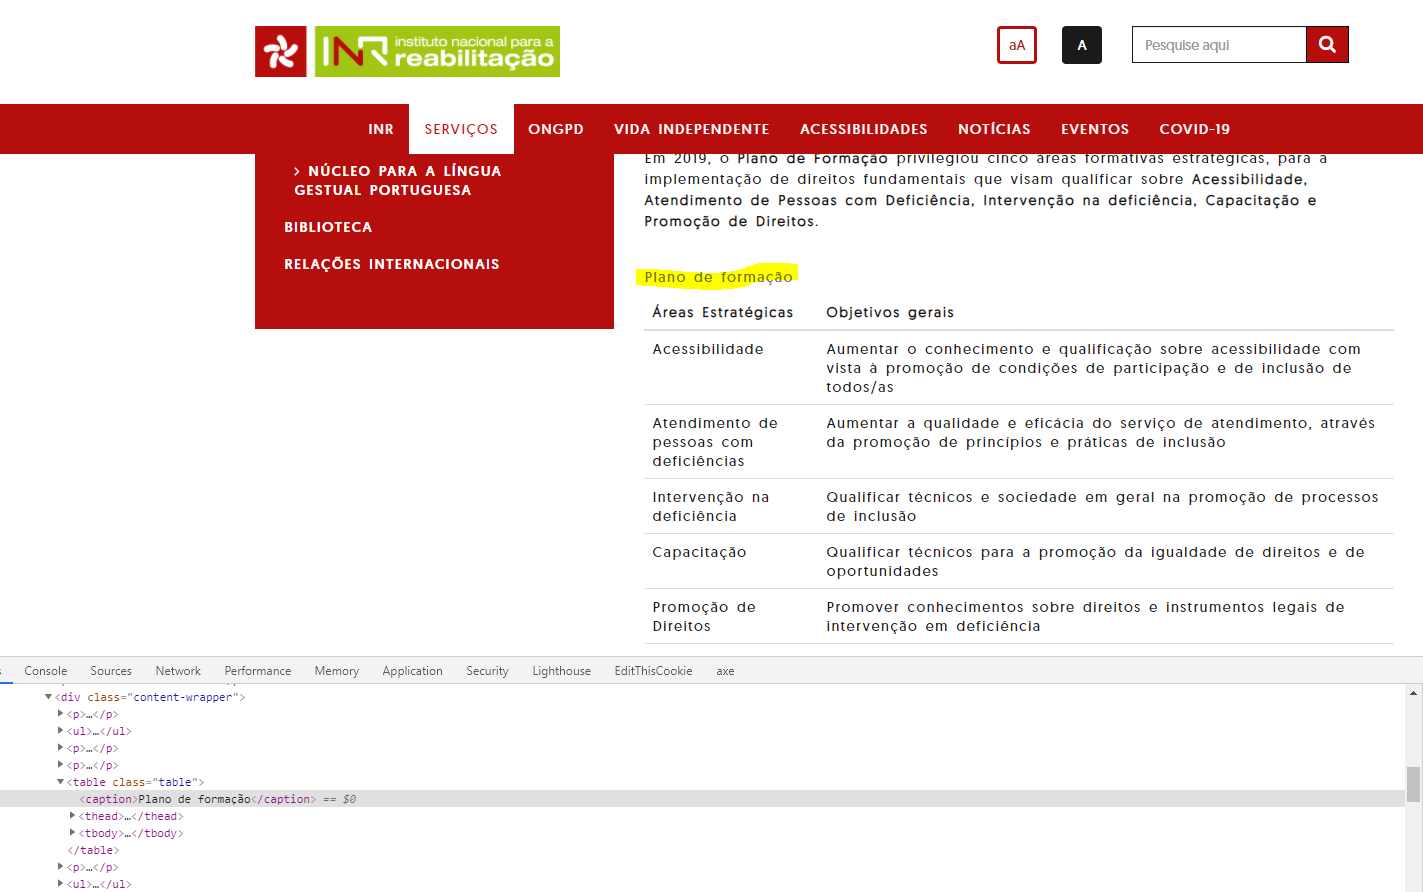 INR instituto nacional para a
reabilitação
aA
A
Pesquise aqui
INR
SERVIÇOS
ONGPD
VIDA INDEPENDENTE
ACESSIBILIDADES
NOTÍCIAS
EVENTOS
COVID-19
> NÚCLEO PARA A LÍNGUA
GESTUAL PORTUGUESA
BIBLIOTECA
RELAÇÕES INTERNACIONAIS
Em 2019, o Plano de Formação privilegiou cinco áreas formativas estratégicas, para a
implementação de direitos fundamentais que visam qualificar sobre Acessibilidade,
Atendimento de Pessoas com Deficiência, Intervenção na deficiência, Capacitação e
Promoção de Direitos.
Plano de formação
Áreas Estratégicas
Objetivos gerais
Acessibilidade
Aumentar o conhecimento e qualificação sobre acessibilidade com
vista à promoção de condições de participação e de inclusão de
todos/as
Atendimento de
pessoas com
deficiências
Aumentar a qualidade e eficácia do serviço de atendimento, através
da promoção de princípios e práticas de inclusão
Intervenção na
deficiência
Qualificar técnicos e sociedade em geral na promoção de processos
de inclusão
Capacitação
Qualificar técnicos para a promoção da igualdade de direitos e de
oportunidades
Promoção de
Direitos
Promover conhecimentos sobre direitos e instrumentos legais de
intervenção em deficiência
Console
Sources
Network
Performance
Memory
Application
Security
Lighthouse
EditThisCookie
axe
<div class="content-wrapper">
<p>…</p>
<ul>…</ul>
<p>…</p>
<p>…</p>
<table class="table">
<caption>Plano de formação</caption> == $0
<thead>…</thead>
<tbody>…</tbody>
</table>
<p>…</p>
<ul>…</ul>